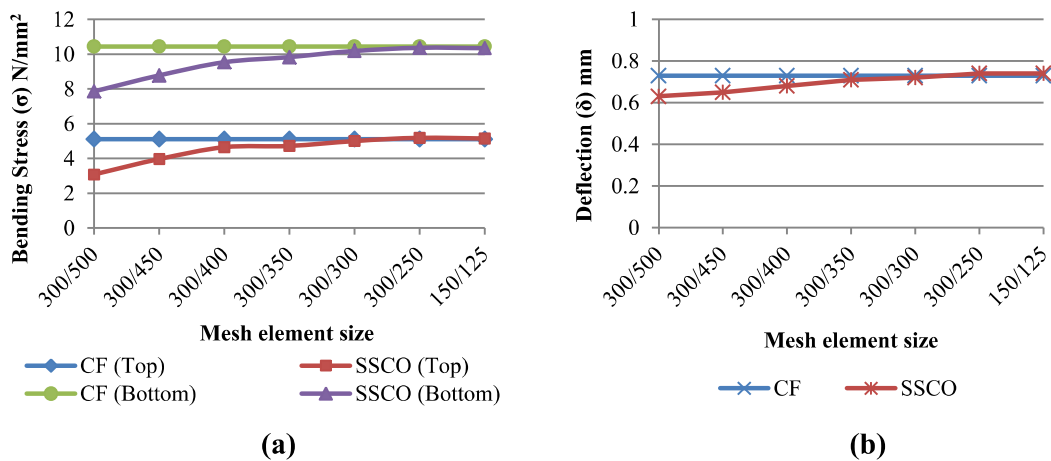 Bending Stress (σ) N/mm²
12
10
8
6
4
2
0
300/500
300/450
300/400
300/350
300/300
300/250
150/125
Mesh element size
CF (Top)
SSCO (Top)
CF (Bottom)
SSCO (Bottom)
(a)
Deflection (δ) mm
1
0.8
0.6
0.4
0.2
0
300/500
300/450
300/400
300/350
300/300
300/250
150/125
Mesh element size
CF
SSCO
(b)